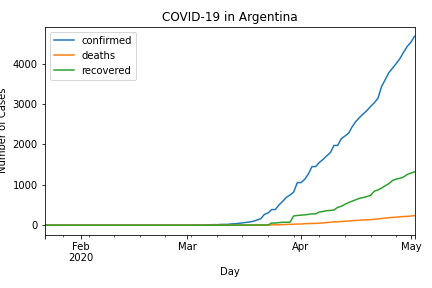 COVID-19 in Argentina
confirmed
deaths
recovered
Number of Cases
4000
3000
2000
1000
0
Feb
2020
Mar
Apr
May
Day